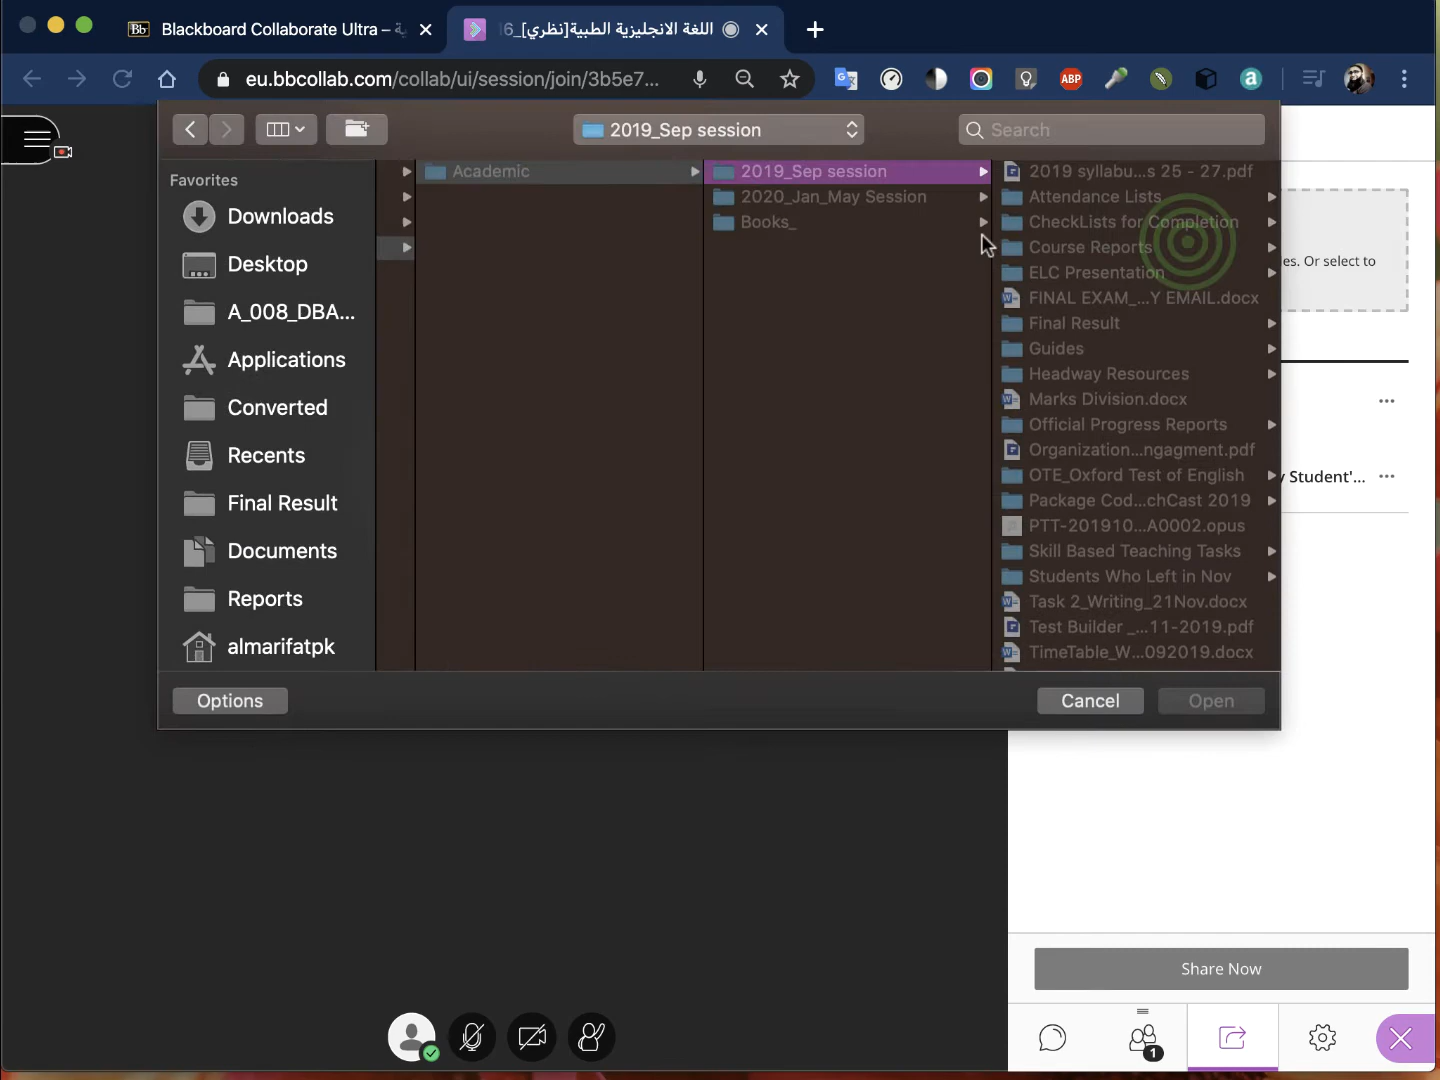 Blackboard Collaborate Ultra –
اللغة الانجليزية الطبية[نظري]_16
eu.bbcollab.com/collab/ui/session/join/3b5e7...
ABP
2019_Sep session
Search
Favorites
Downloads
Desktop
A_008_DBA...
Applications
Converted
Recents
Final Result
Documents
Reports
almarifatpk
Academic
2019_Sep session
2020_Jan_May Session
Books_
2019 syllabu...s 25 - 27.pdf
Attendance Lists
CheckLists for Completion
Course Reports
ELC Presentation
FINAL EXAM_...Y EMAIL.docx
Final Result
Guides
Headway Resources
Marks Division.docx
Official Progress Reports
Organization...ngagment.pdf
OTE_Oxford Test of English
Package Cod...chCast 2019
PTT-201910...A0002.opus
Skill Based Teaching Tasks
Students Who Left in Nov
Task 2_Writing_21Nov.docx
Test Builder _...11-2019.pdf
TimeTable_W...092019.docx
Options
Cancel
Open
es. Or select to
y Student'...
Share Now
1